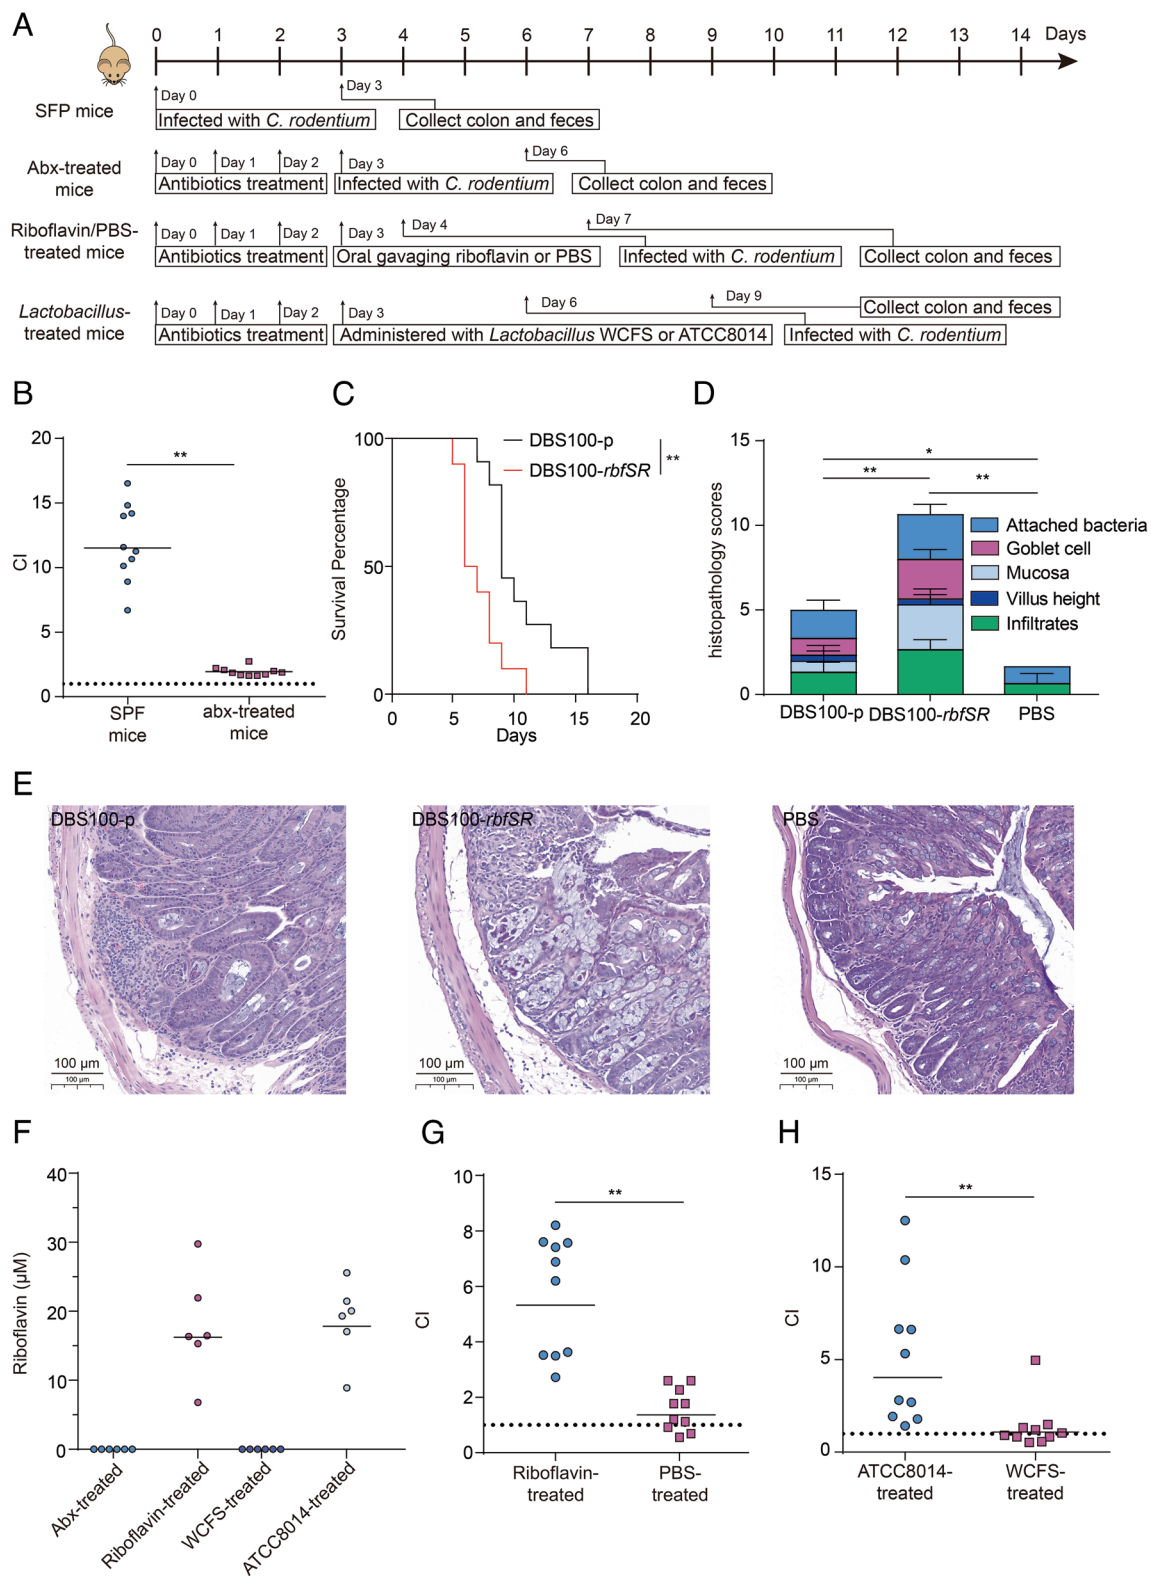 A
0 1 2 3 4 5 6 7 8 9 10 11 12 13 14 Days
SFP mice
Day 0
Day 3
Infected with C. rodentium
Collect colon and feces
Abx-treated
mice
Day 0
Day 1
Day 2
Day 3
Day 6
Antibiotics treatment
Infected with C. rodentium
Collect colon and feces
Riboflavin/PBS-
treated mice
Day 0
Day 1
Day 2
Day 3
Day 4
Day 7
Antibiotics treatment
Oral gavaging riboflavin or PBS
Infected with C. rodentium
Collect colon and feces
Lactobacillus-
treated mice
Day 0
Day 1
Day 2
Day 3
Day 6
Day 9
Collect colon and feces
Antibiotics treatment
Administered with Lactobacillus WCFS or ATCC8014
Infected with C. rodentium
B
CI
20
15
10
5
0
**
SPF
mice
abx-treated
mice
C
Survival Percentage
100
50
0
DBS100-p
DBS100-rbfSR
**
0 5 10 15 20
Days
D
histopathology scores
15
10
5
0
*
**
**
Attached bacteria
Goblet cell
Mucosa
Villus height
Infiltrates
DBS100-p
DBS100-rbfSR
PBS
E
DBS100-p
100 µm
100 µm
DBS100-rbfSR
100 µm
100 µm
PBS
100 µm
100 µm
F
Riboflavin (µM)
40
30
20
10
0
Abx-treated
Riboflavin-treated
WCFS-treated
ATCC8014-treated
G
CI
10
8
6
4
2
0
**
Riboflavin-
treated
PBS-
treated
H
CI
15
10
5
0
**
ATCC8014-
treated
WCFS-
treated